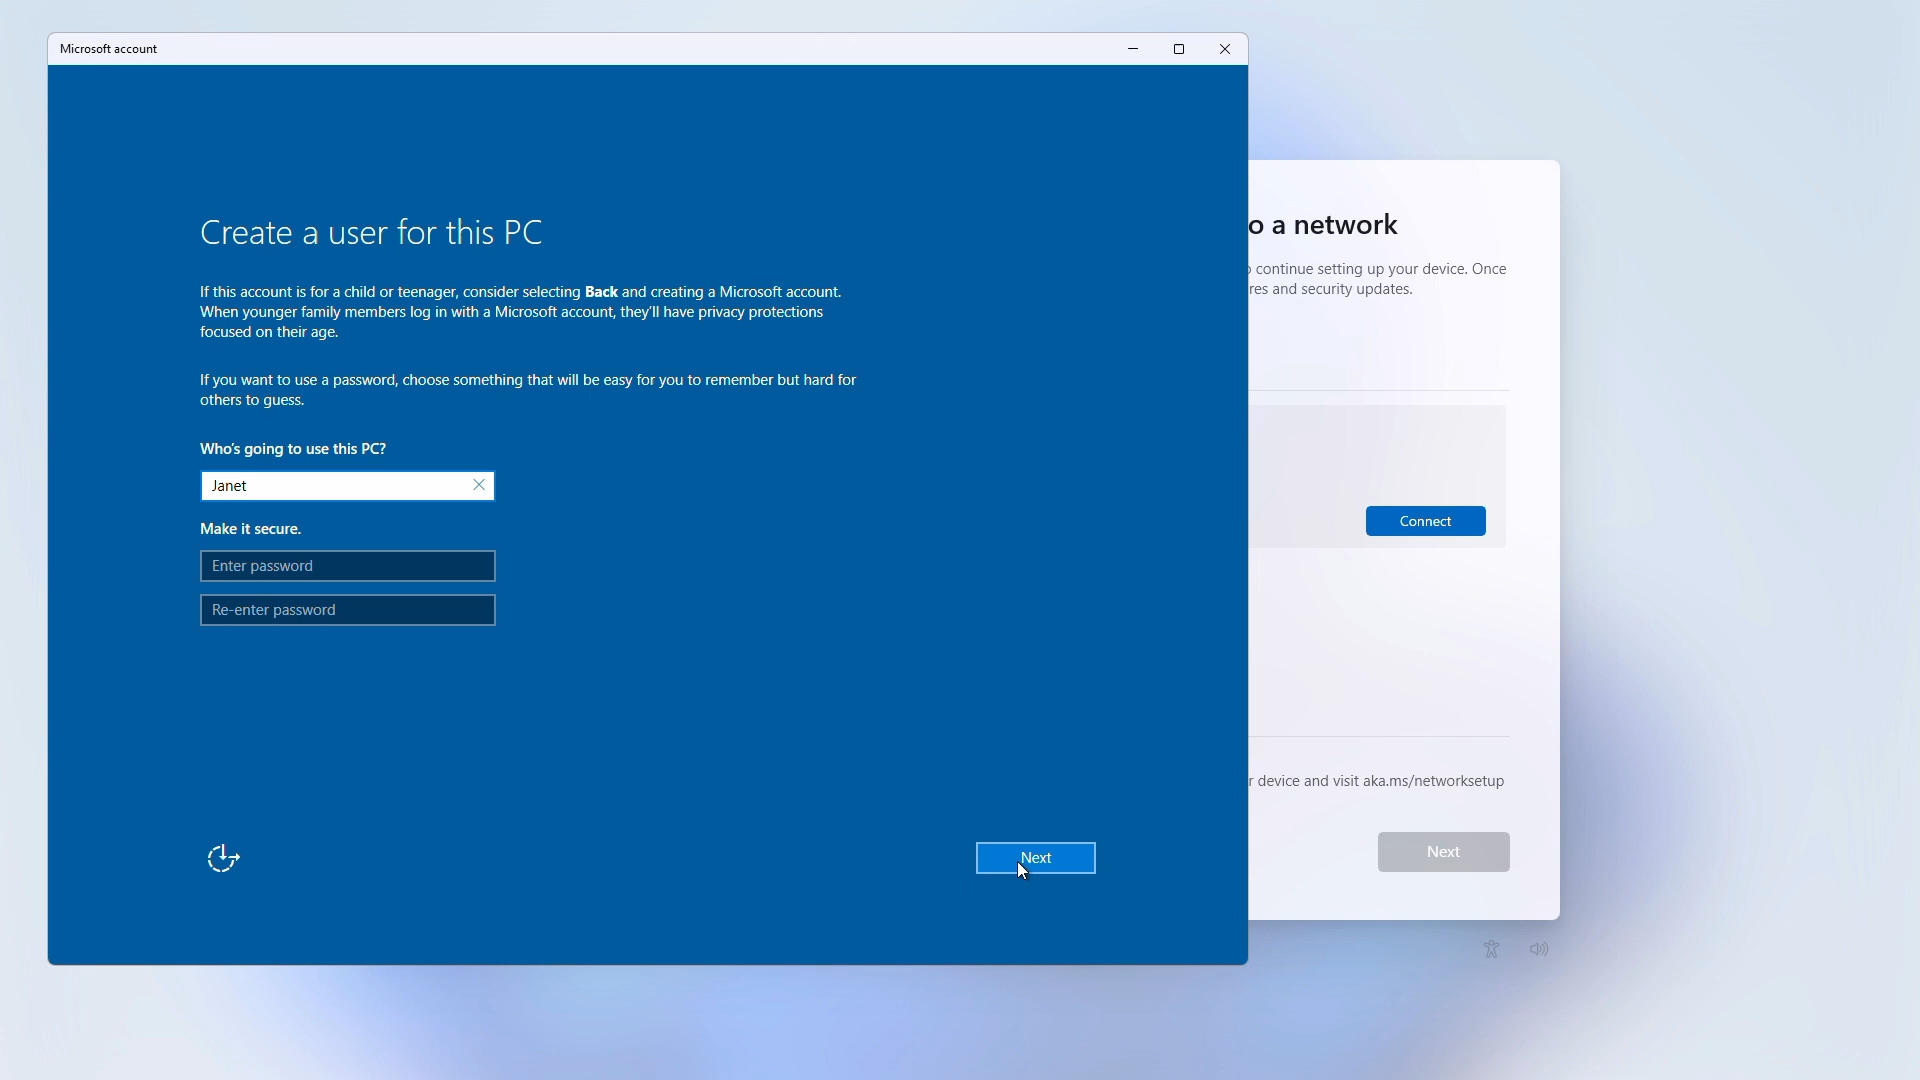 Microsoft account
Create a user for this PC
If this account is for a child or teenager, consider selecting Back and creating a Microsoft account.
When younger family members log in with a Microsoft account, they'll have privacy protections
focused on their age.
If you want to use a password, choose something that will be easy for you to remember but hard for
others to guess.
Who's going to use this PC?
Janet
Make it secure.
Enter password
Re-enter password
Next
o a network
continue setting up your device. Once
res and security updates.
Connect
r device and visit aka.ms/networksetup
Next